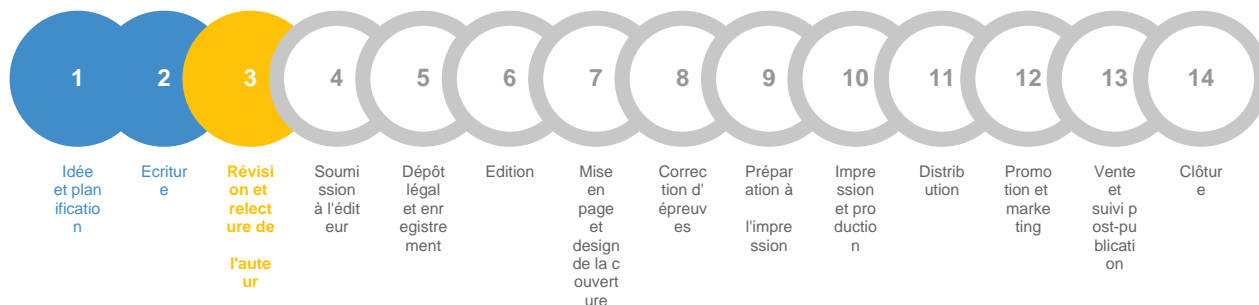 1 2 3 4 5 6 7 8 9 10 11 12 13 14
Idée
et plan
ificatio
n
Ecritur
e
Révisi
on et
relect
ure de
l'aute
ur
Soumi
ssion
à l'édit
eur
Dépôt
légal
et enr
egistre
ment
Edition
Mise
en
page
et
design
de la c
ouvert
ure
Correc
tion d'
épreuv
es
Prépar
ation à
l'impre
ssion
Impre
ssion
et pro
ductio
n
Distrib
ution
Promo
tion et
marke
ting
Vente
et
suivi p
ost-pu
blicati
on
Clôtur
e